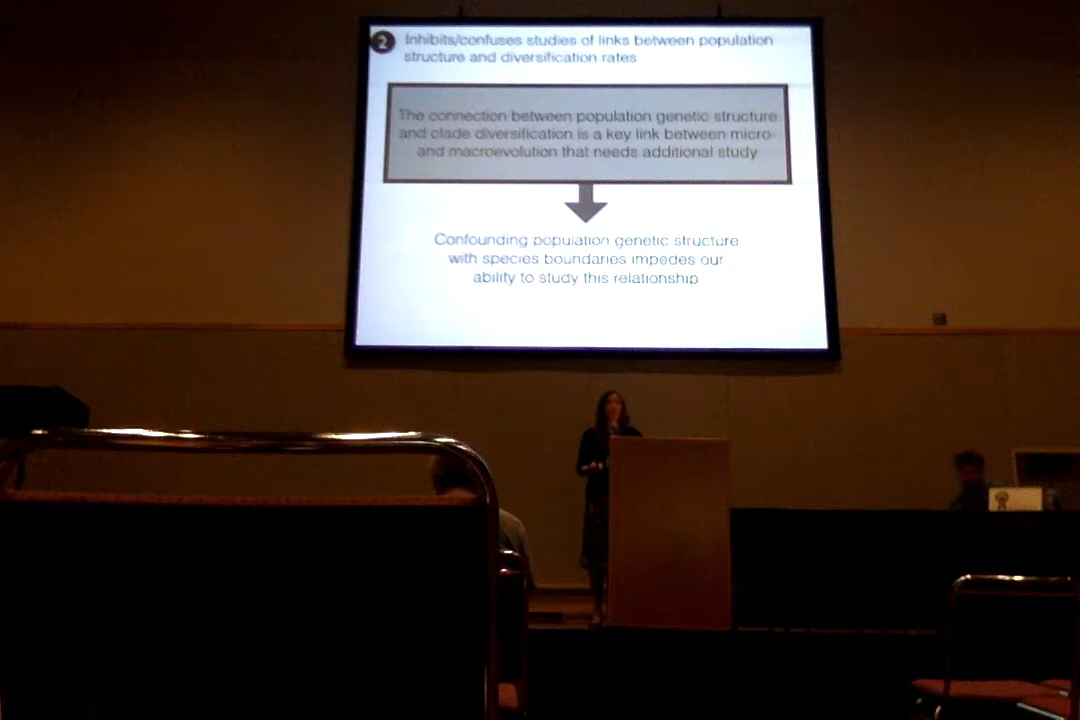 2 Inhibits/confuses studies of links between population
structure and diversification rates
The connection between population genetic structure
and clade diversification is a key link between micro-
and macroevolution that needs additional study
Confounding population genetic structure
with species boundaries impedes our
ability to study this relationship